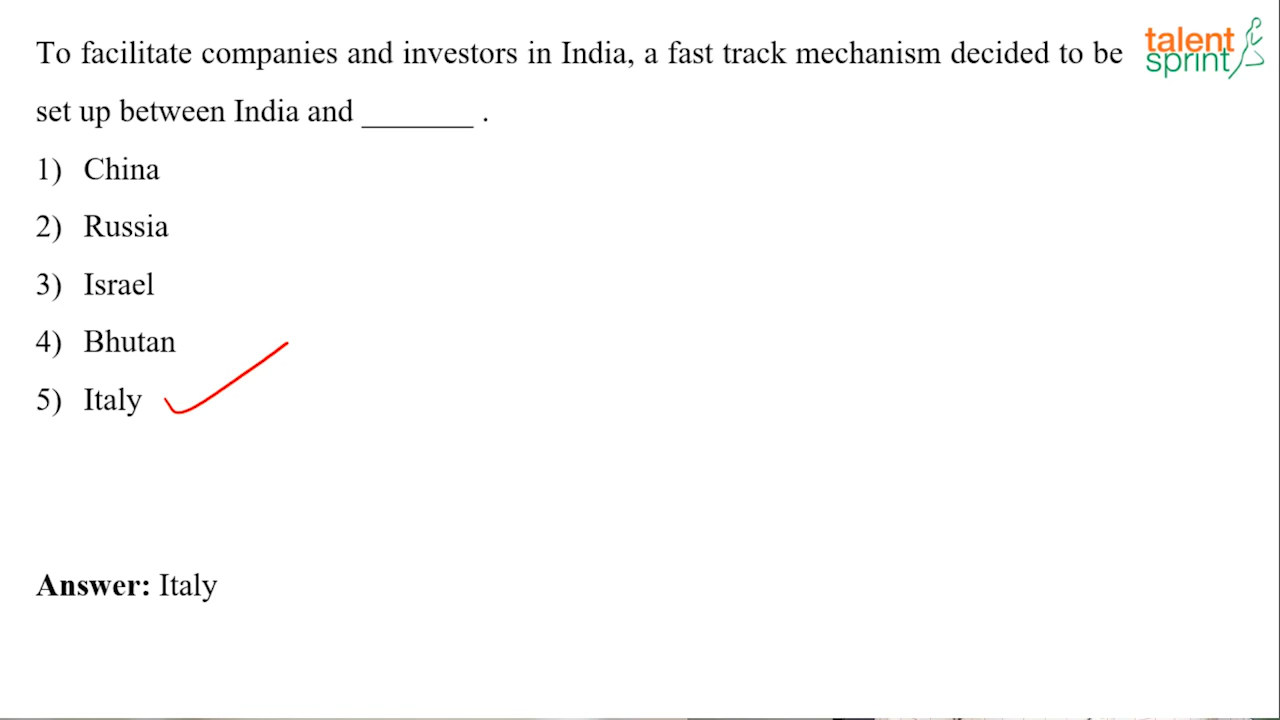 To facilitate companies and investors in India, a fast track mechanism decided to be
talent
sprint
set up between India and _______ .
1) China
2) Russia
3) Israel
4) Bhutan
5) Italy
Answer: Italy